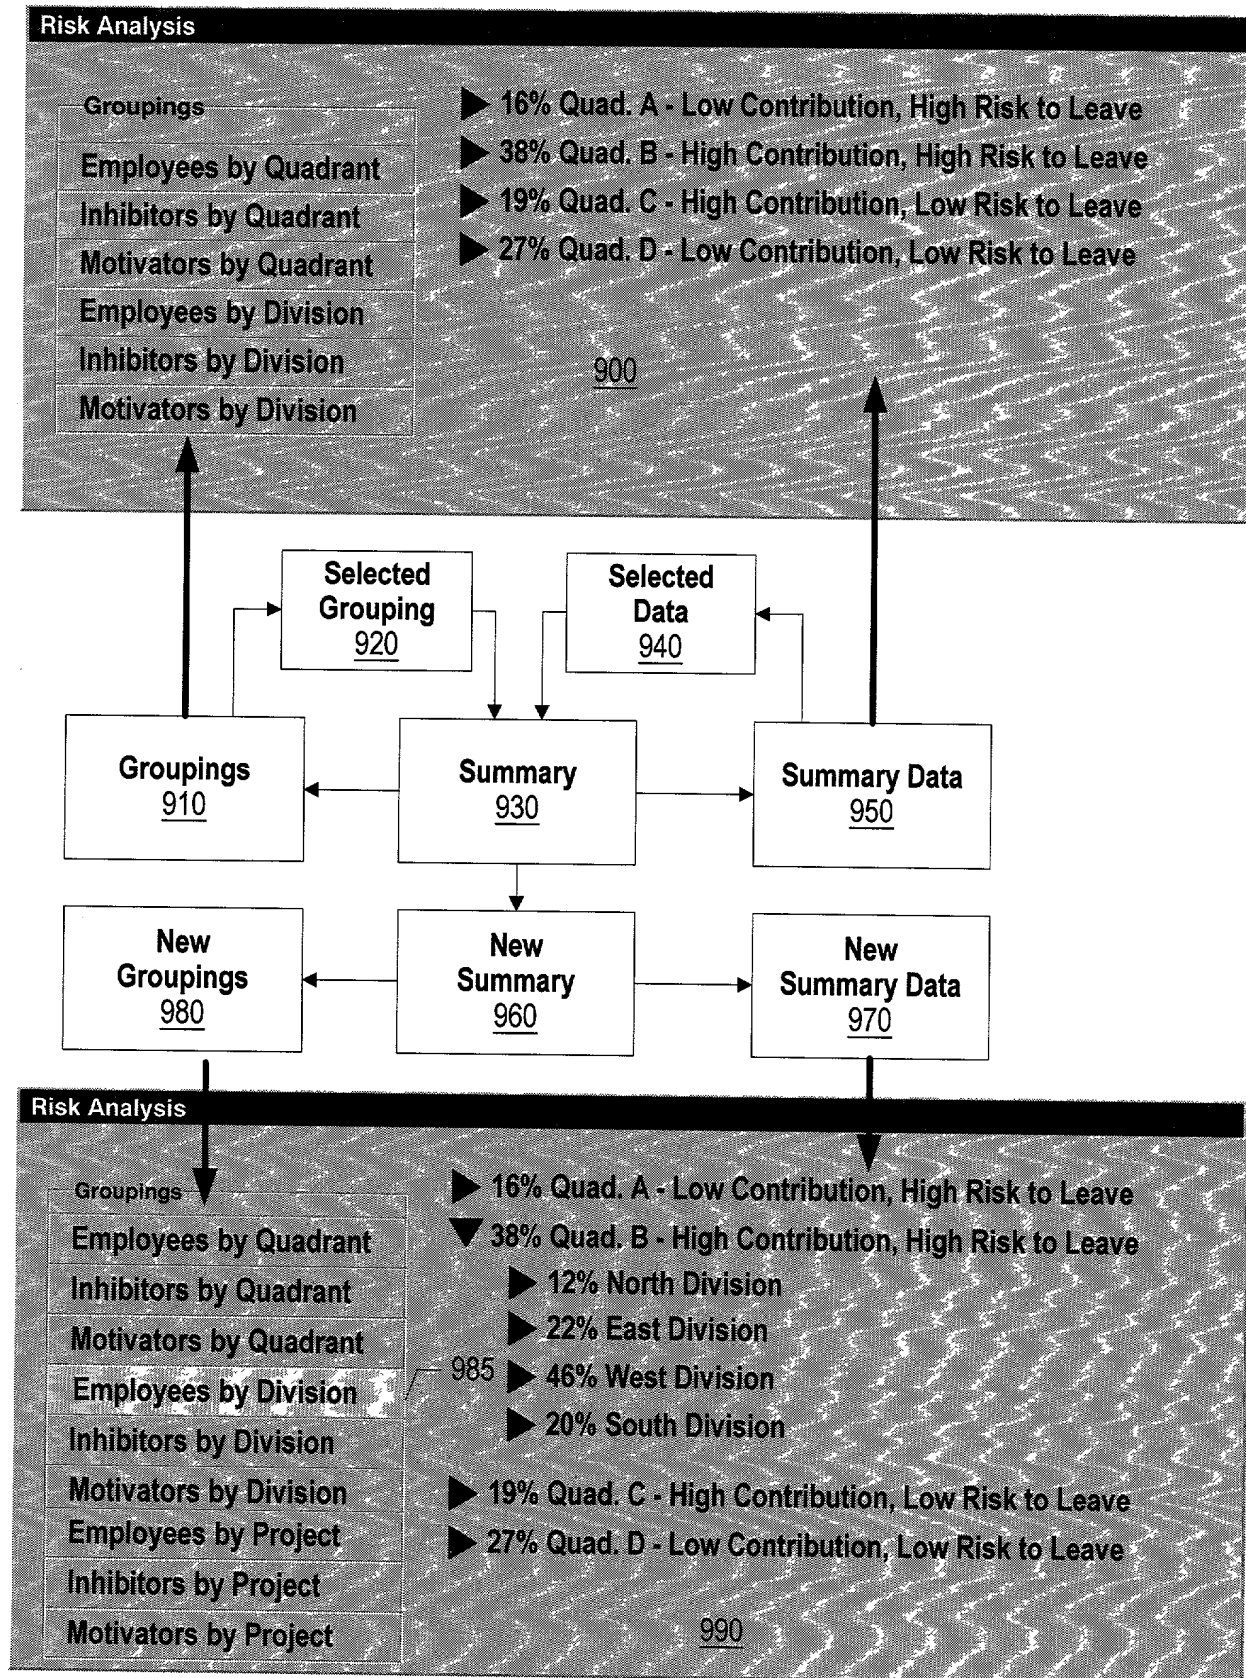 Risk Analysis
Groupings
Employees by Quadrant
Inhibitors by Quadrant
Motivators by Quadrant
Employees by Division
Inhibitors by Division
Motivators by Division
16% Quad. A - Low Contribution, High Risk to Leave
38% Quad. B - High Contribution, High Risk to Leave
19% Quad. C - High Contribution, Low Risk to Leave
27% Quad. D - Low Contribution, Low Risk to Leave
900
Selected
Grouping
920
Selected
Data
940
Groupings
910
Summary
930
Summary Data
950
New
Groupings
980
New
Summary
960
New
Summary Data
970
Risk Analysis
Groupings
Employees by Quadrant
Inhibitors by Quadrant
Motivators by Quadrant
Employees by Division
Inhibitors by Division
Motivators by Division
Employees by Project
Inhibitors by Project
Motivators by Project
985
16% Quad. A - Low Contribution, High Risk to Leave
38% Quad. B - High Contribution, High Risk to Leave
12% North Division
22% East Division
46% West Division
20% South Division
19% Quad. C - High Contribution, Low Risk to Leave
27% Quad. D - Low Contribution, Low Risk to Leave
990